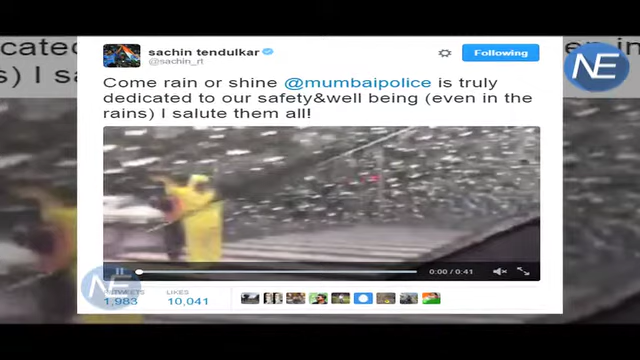 sachin tendulkar
@sachin_rt
Following
Come rain or shine @mumbaipolice is truly
dedicated to our safety&well being (even in the
rains) I salute them all!
0:00 / 0:41
LIKES
1,983 10,041
NE
NE